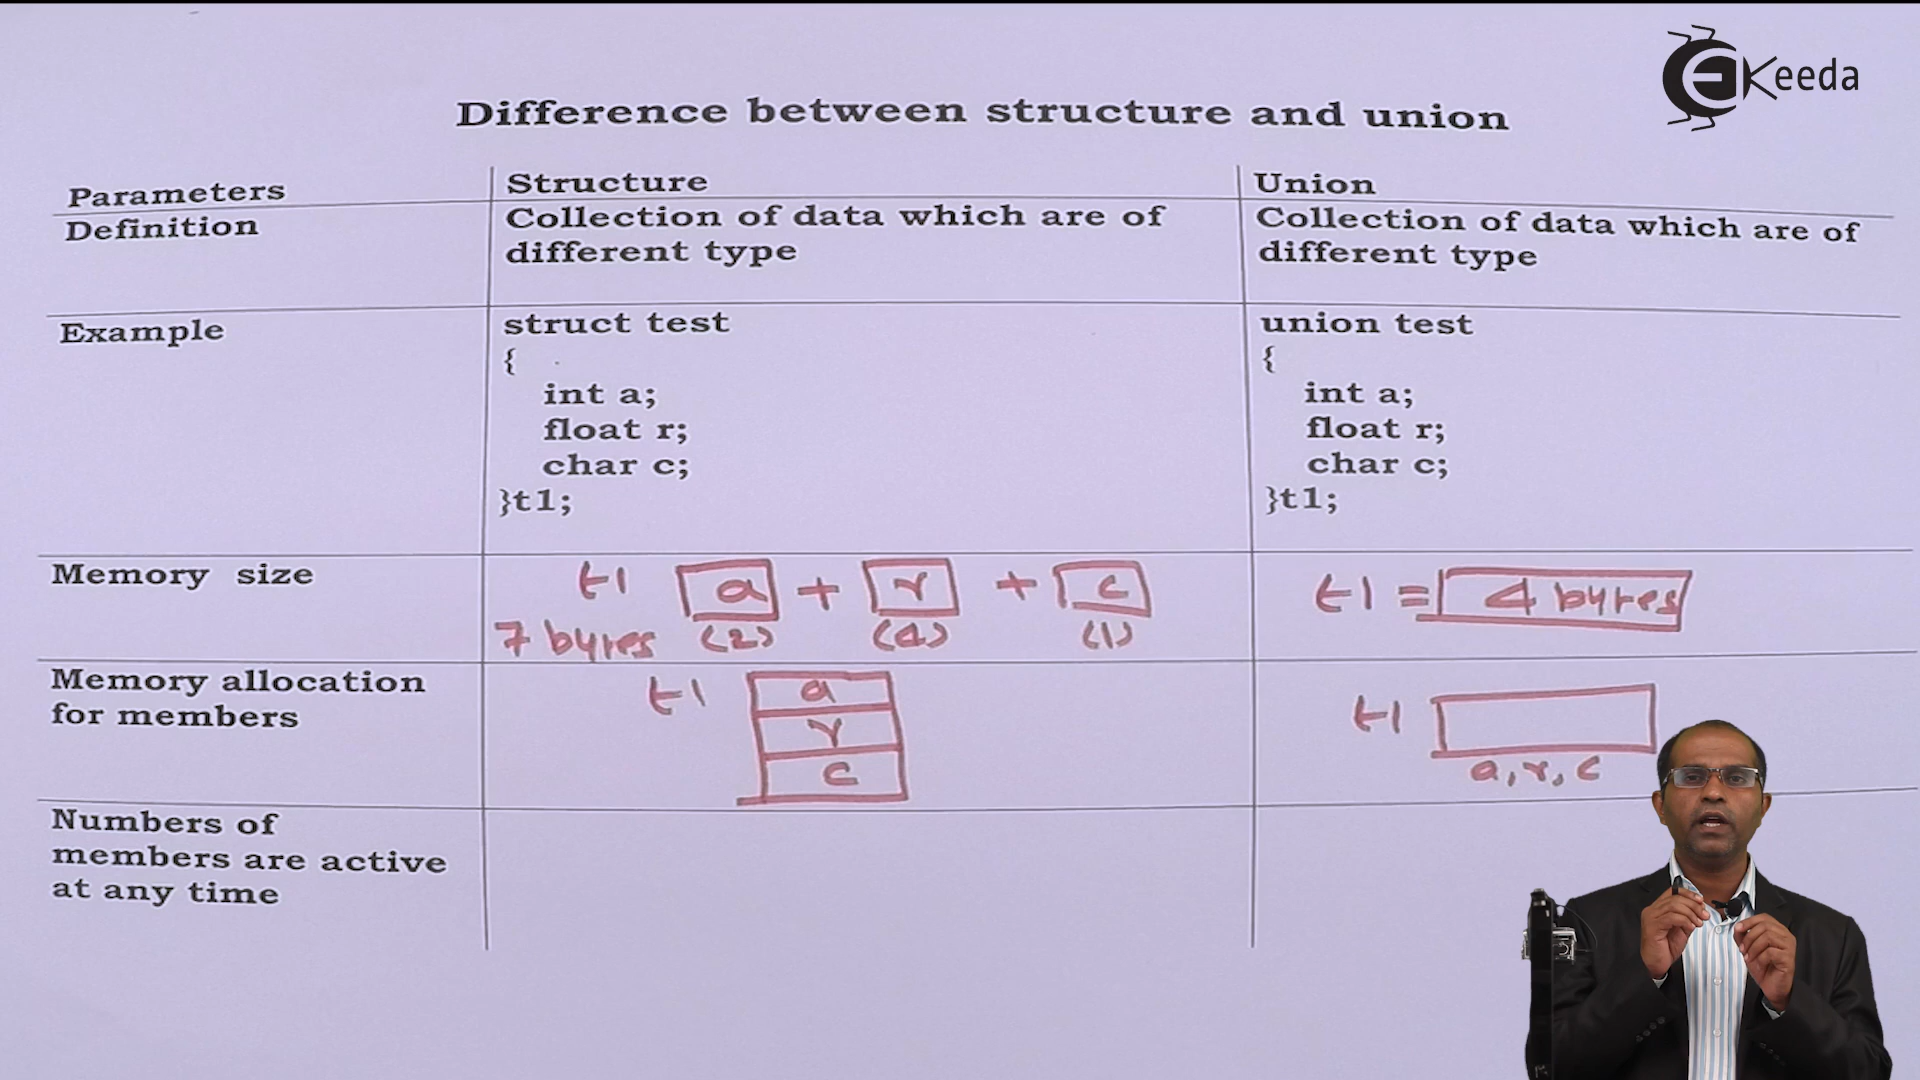 Keeda
Difference between structure and union
Parameters
Structure
Union
Definition
Collection of data which are of
different type
Collection of data which are of
different type
Example
struct test
{
int a;
float r;
char c;
}t1;
union test
{
int a;
float r;
char c;
}t1;
Memory size
t1 a + r + c
7 bytes (2) (4) (1)
t1 = 4 bytes
Memory allocation
for members
t1 a
r
c
t1
a, r, c
Numbers of
members are active
at any time